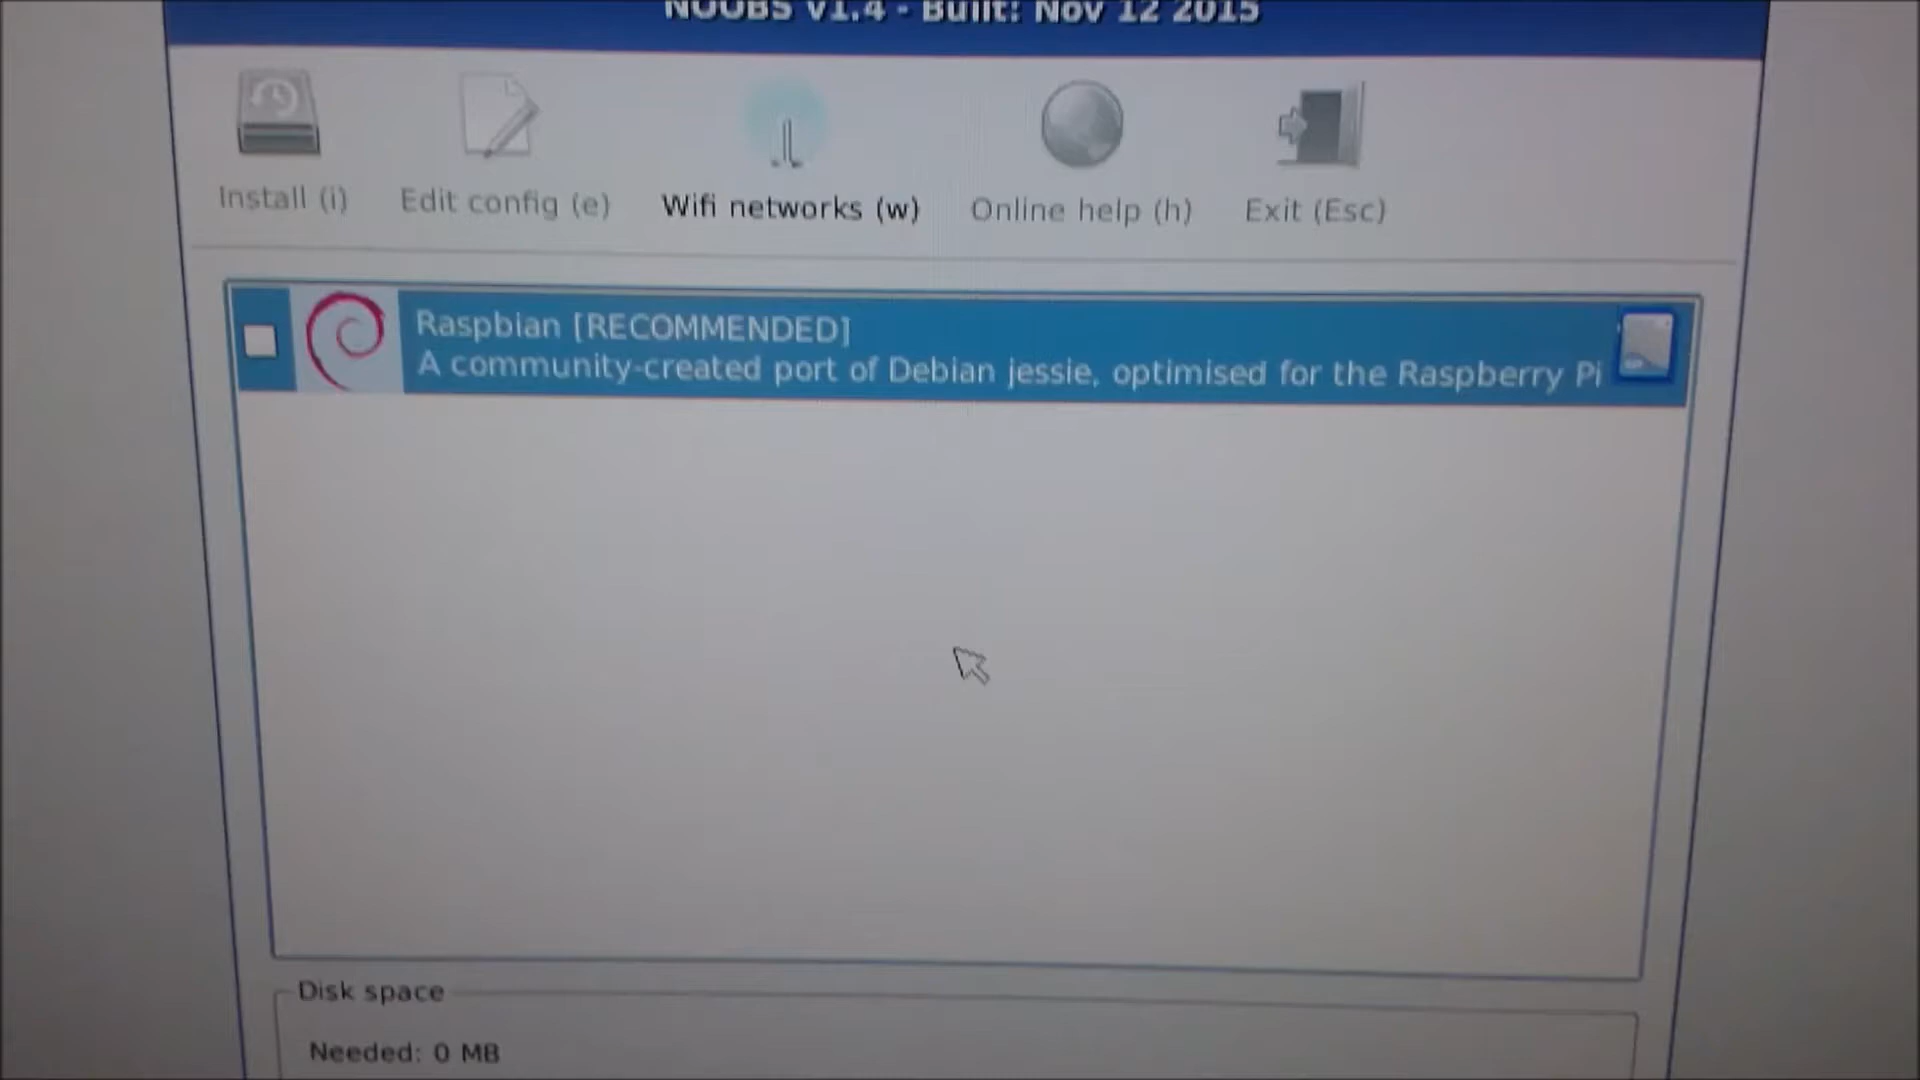 NOOBS v1.4 - Built: Nov 12 2015
Install (i) Edit config (e) Wifi networks (w) Online help (h) Exit (Esc)
Raspbian [RECOMMENDED]
A community-created port of Debian jessie, optimised for the Raspberry Pi
Disk space
Needed: 0 MB